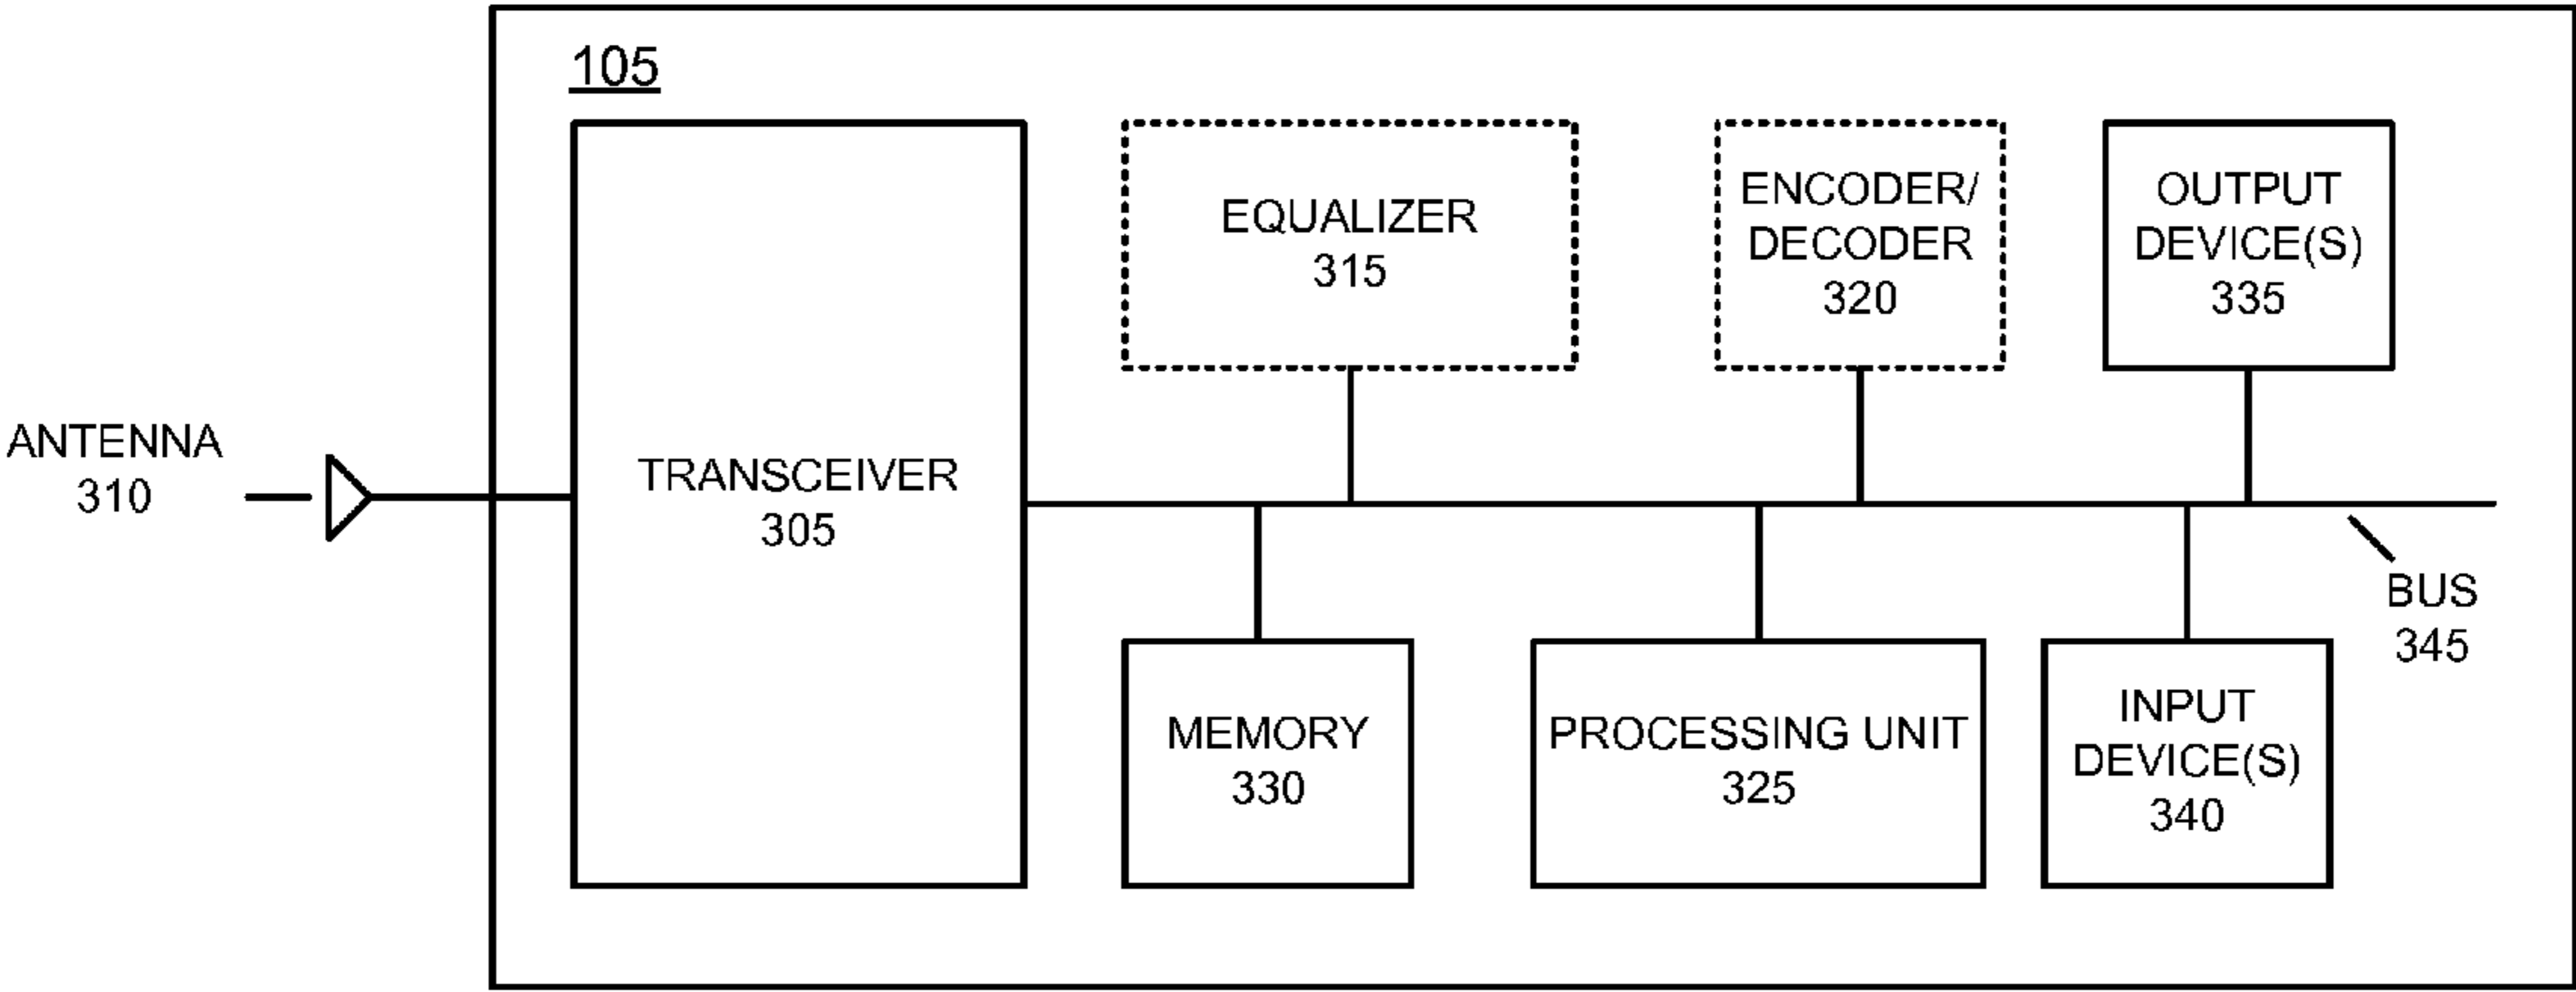 105
ANTENNA
310
TRANSCEIVER
305
EQUALIZER
315
ENCODER/
DECODER
320
OUTPUT
DEVICE(S)
335
MEMORY
330
PROCESSING UNIT
325
INPUT
DEVICE(S)
340
BUS
345